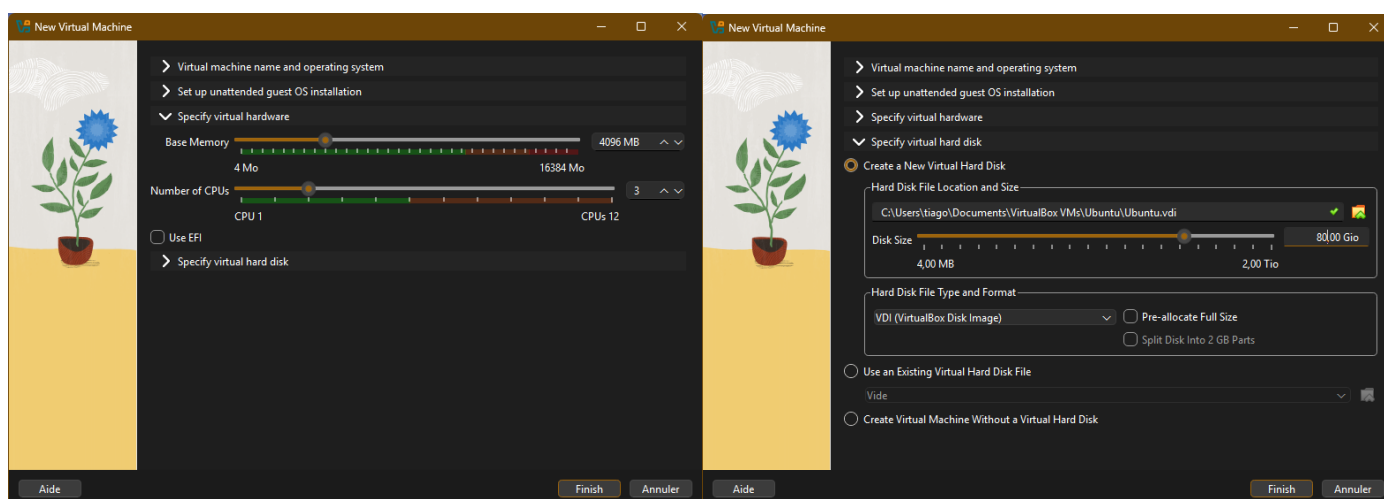 New Virtual Machine
Virtual machine name and operating system
Set up unattended guest OS installation
Specify virtual hardware
Base Memory 4096 MB
4 Mo 16384 Mo
Number of CPUs 3
CPU 1 CPUs 12
Use EFI
Specify virtual hard disk
Aide Finish Annuler
New Virtual Machine
Virtual machine name and operating system
Set up unattended guest OS installation
Specify virtual hardware
Specify virtual hard disk
Create a New Virtual Hard Disk
Hard Disk File Location and Size
C:\Users\tiago\Documents\VirtualBox VMs\Ubuntu\Ubuntu.vdi
Disk Size 80,00 Gio
4,00 MB 2,00 Tio
Hard Disk File Type and Format
VDI (VirtualBox Disk Image) Pre-allocate Full Size
Split Disk Into 2 GB Parts
Use an Existing Virtual Hard Disk File
Vide
Create Virtual Machine Without a Virtual Hard Disk
Aide Finish Annuler